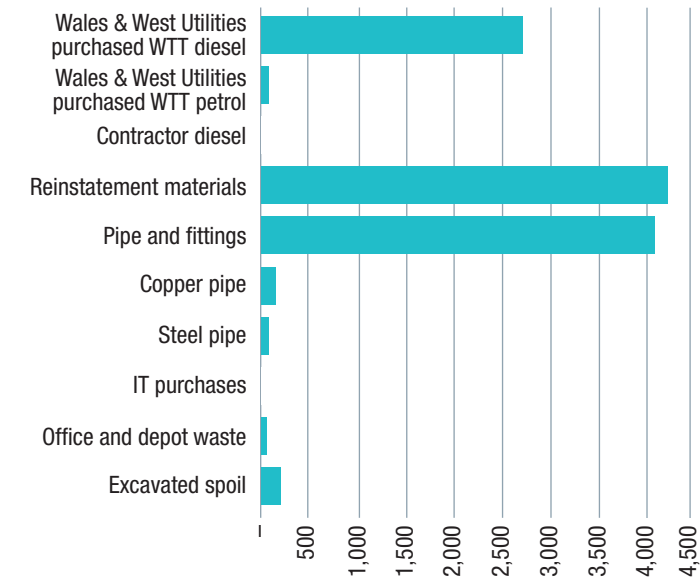 Wales & West Utilities
purchased WTT diesel
Wales & West Utilities
purchased WTT petrol
Contractor diesel
Reinstatement materials
Pipe and fittings
Copper pipe
Steel pipe
IT purchases
Office and depot waste
Excavated spoil
-
500
1,000
1,500
2,000
2,500
3,000
3,500
4,000
4,500